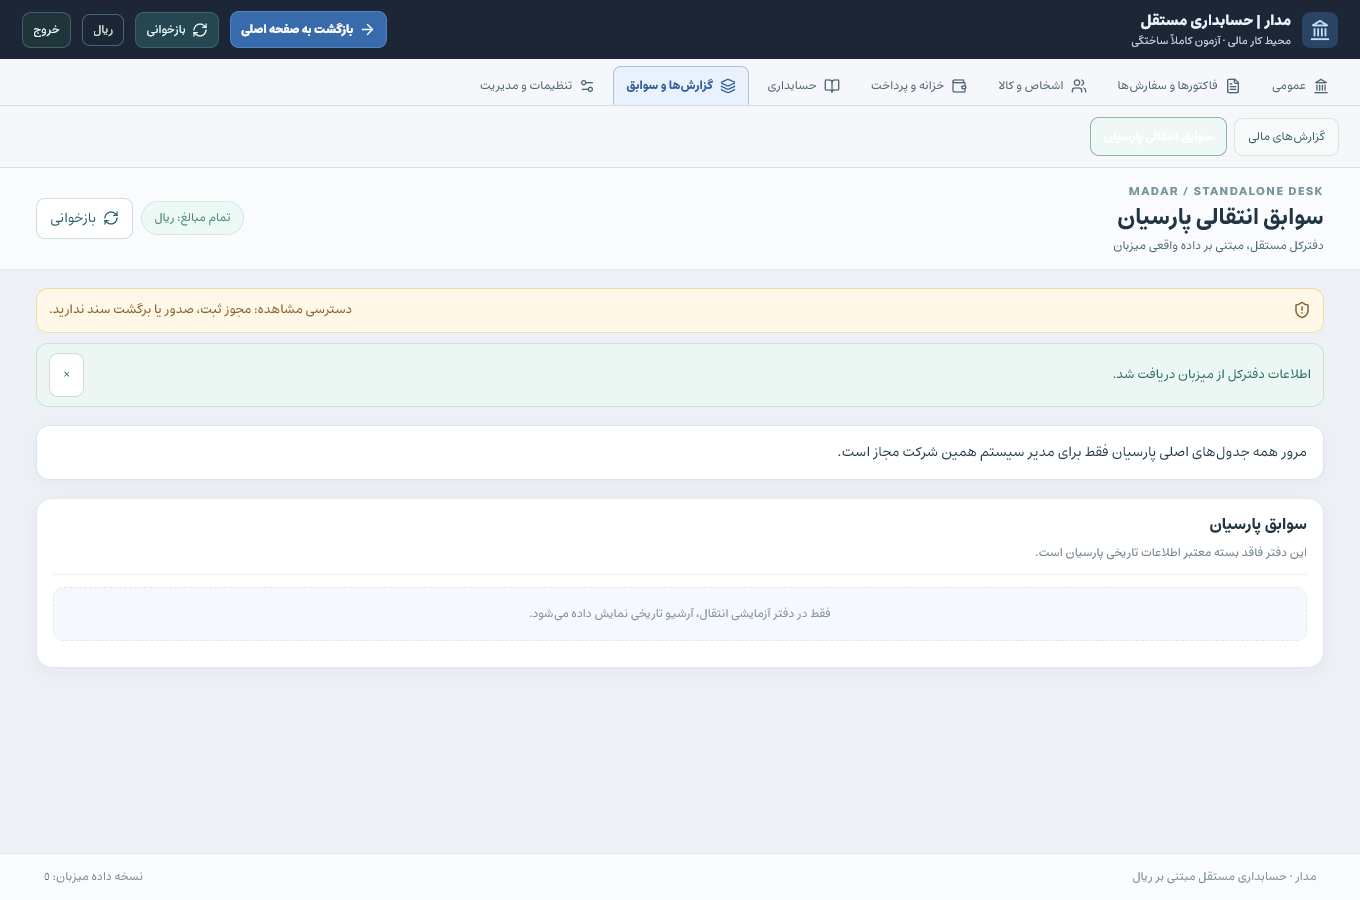 مدار | حسابداری مستقل
محیط کار مالی · آزمون کاملاً ساختگی
بازگشت به صفحه اصلی
بازخوانی
ریال
خروج
عمومی
فاکتورها و سفارش‌ها
اشخاص و کالا
خزانه و پرداخت
حسابداری
گزارش‌ها و سوابق
تنظیمات و مدیریت
گزارش‌های مالی
سوابق انتقالی پارسیان
MADAR / STANDALONE DESK
سوابق انتقالی پارسیان
دفترکل مستقل، مبتنی بر داده واقعی میزبان
تمام مبالغ: ریال
بازخوانی
دسترسی مشاهده: مجوز ثبت، صدور یا برگشت سند ندارید.
اطلاعات دفترکل از میزبان دریافت شد.
×
مرور همه جدول‌های اصلی پارسیان فقط برای مدیر سیستم همین شرکت مجاز است.
سوابق پارسیان
این دفتر فاقد بسته معتبر اطلاعات تاریخی پارسیان است.
فقط در دفتر آزمایشی انتقال، آرشیو تاریخی نمایش داده می‌شود.
مدار · حسابداری مستقل مبتنی بر ریال
نسخه داده میزبان: 0